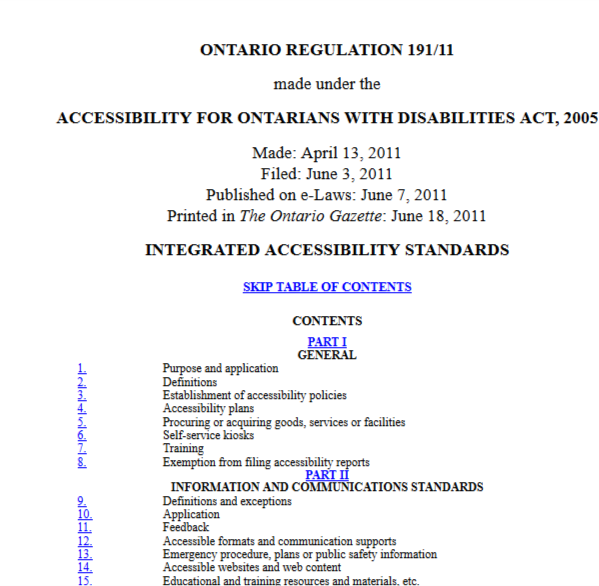 ONTARIO REGULATION 191/11
made under the
ACCESSIBILITY FOR ONTARIANS WITH DISABILITIES ACT, 2005
Made: April 13, 2011
Filed: June 3, 2011
Published on e-Laws: June 7, 2011
Printed in The Ontario Gazette: June 18, 2011
INTEGRATED ACCESSIBILITY STANDARDS
SKIP TABLE OF CONTENTS
CONTENTS
PART I
GENERAL
1. Purpose and application
2. Definitions
3. Establishment of accessibility policies
4. Accessibility plans
5. Procuring or acquiring goods, services or facilities
6. Self-service kiosks
7. Training
8. Exemption from filing accessibility reports
PART II
INFORMATION AND COMMUNICATIONS STANDARDS
9. Definitions and exceptions
10. Application
11. Feedback
12. Accessible formats and communication supports
13. Emergency procedure, plans or public safety information
14. Accessible websites and web content
15. Educational and training resources and materials, etc.